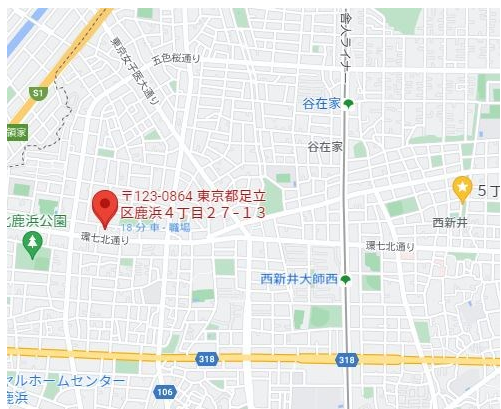 舎人ライナー
東京女子医大通り
五色桜通り
S1
谷在家
領家
谷在家
〒123-0864 東京都足立
区鹿浜４丁目２７−１３
18 分 車 - 職場
５丁
北鹿浜公園
西新井
環七北通り
環七北通り
西新井大師西
318
318
ヤルホームセンター
鹿浜
106